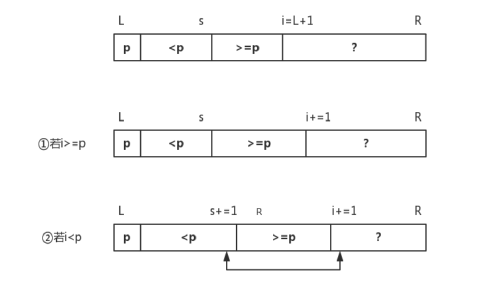 L s i=L+1 R
p <p >=p ?
L s i+=1 R
①若i>=p p <p >=p ?
L s+=1 R i+=1 R
②若i<p p <p >=p ?